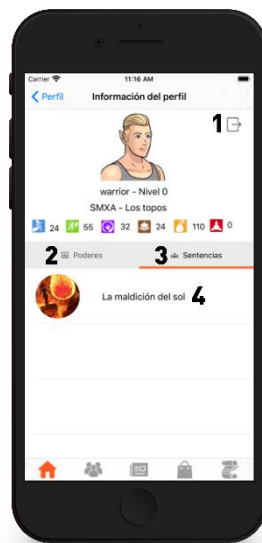 Carrier 11:16 AM
Perfil Información del perfil
1
warrior - Nivel 0
SMXA - Los topos
24 55 32 24 110 0
2 Poderes 3 Sentencias
La maldición del sol 4